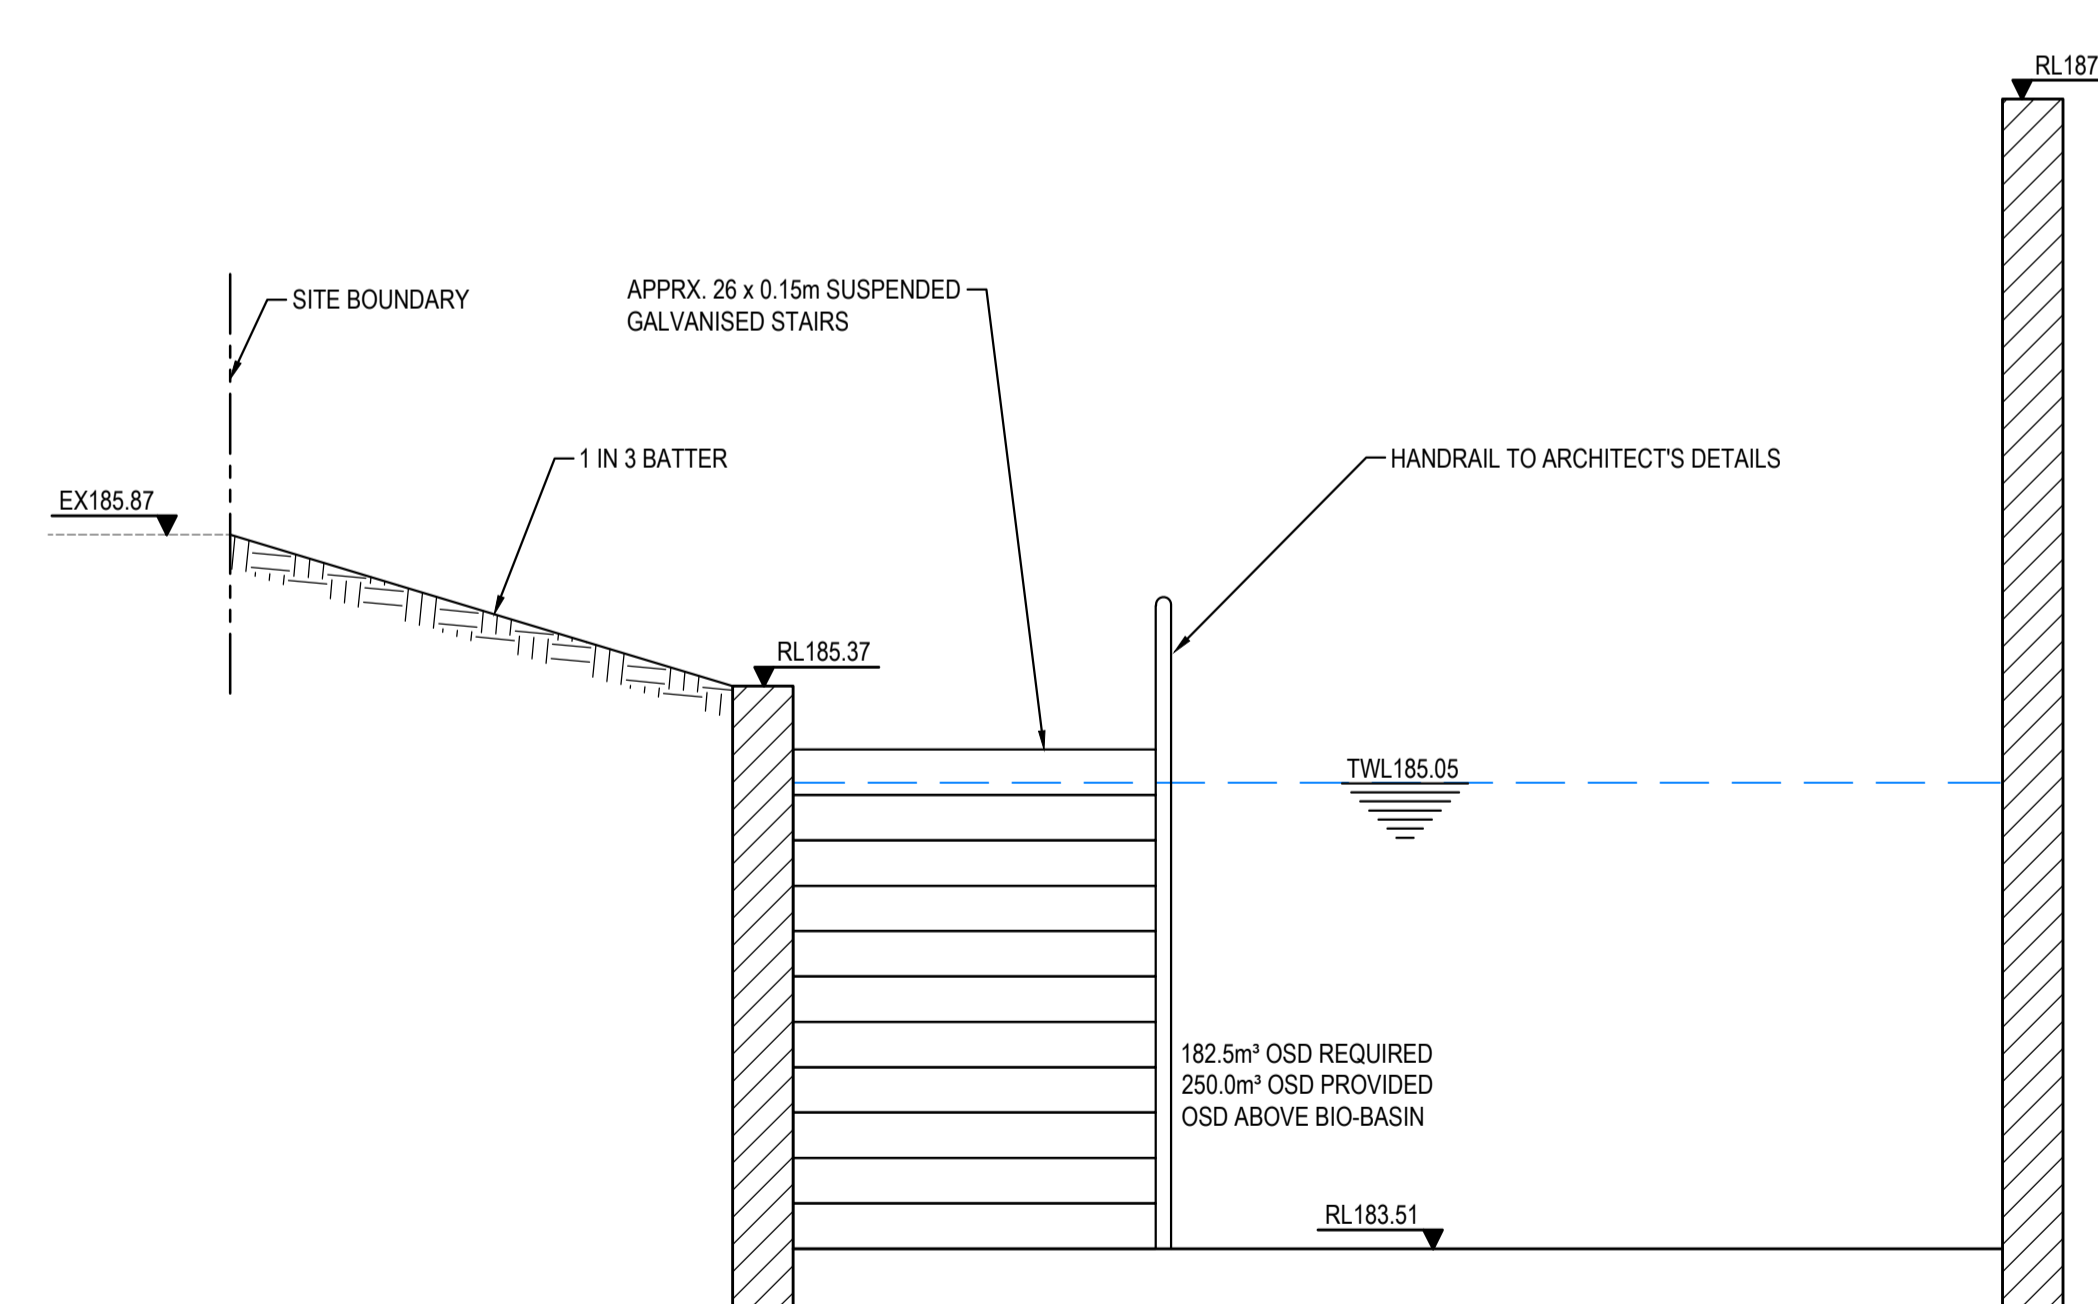 RL187
SITE BOUNDARY
APPRX. 26 x 0.15m SUSPENDED
GALVANISED STAIRS
1 IN 3 BATTER
HANDRAIL TO ARCHITECT'S DETAILS
EX185.87
RL185.37
TWL185.05
182.5m³ OSD REQUIRED
250.0m³ OSD PROVIDED
OSD ABOVE BIO-BASIN
RL183.51